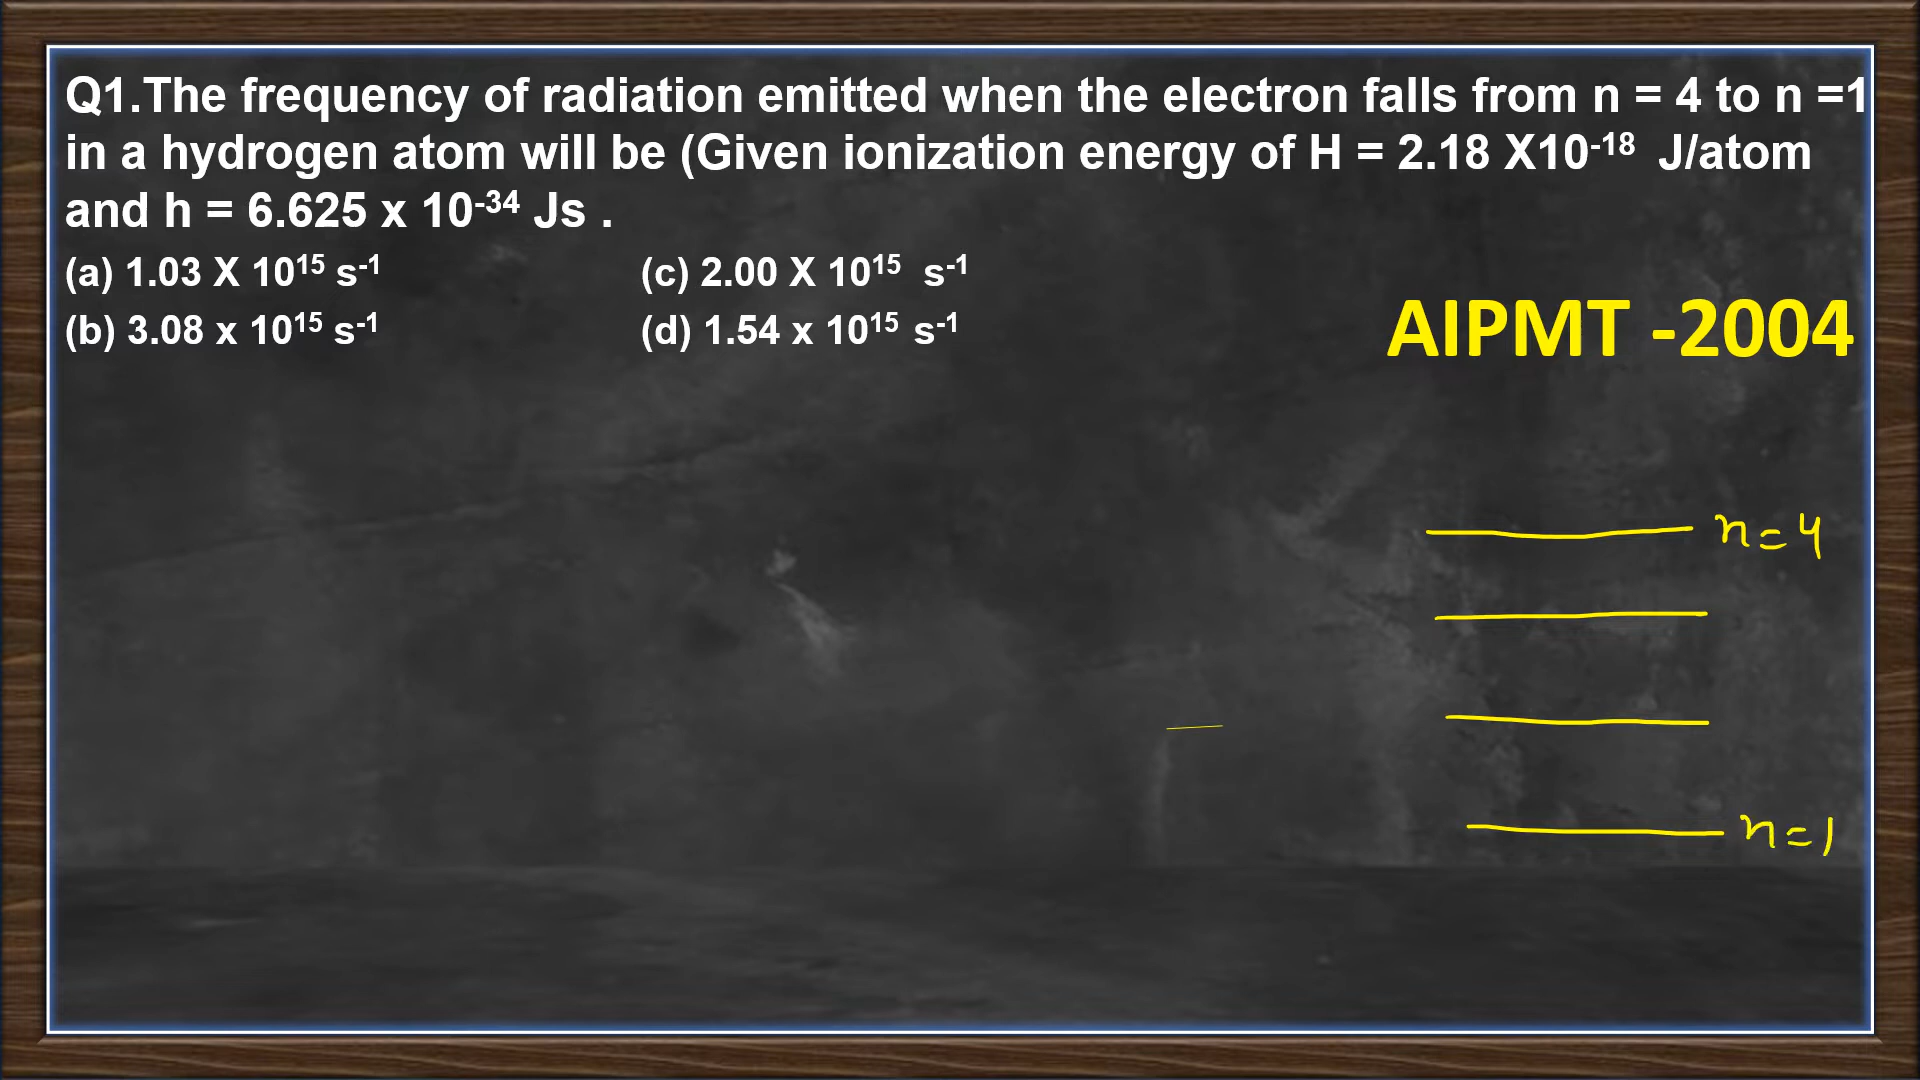 Q1.The frequency of radiation emitted when the electron falls from n = 4 to n =1
in a hydrogen atom will be (Given ionization energy of H = 2.18 X10⁻¹⁸ J/atom
and h = 6.625 x 10⁻³⁴ Js .
(a) 1.03 X 10¹⁵ s⁻¹ (c) 2.00 X 10¹⁵ s⁻¹
(b) 3.08 x 10¹⁵ s⁻¹ (d) 1.54 x 10¹⁵ s⁻¹
AIPMT -2004
n=4
n=1